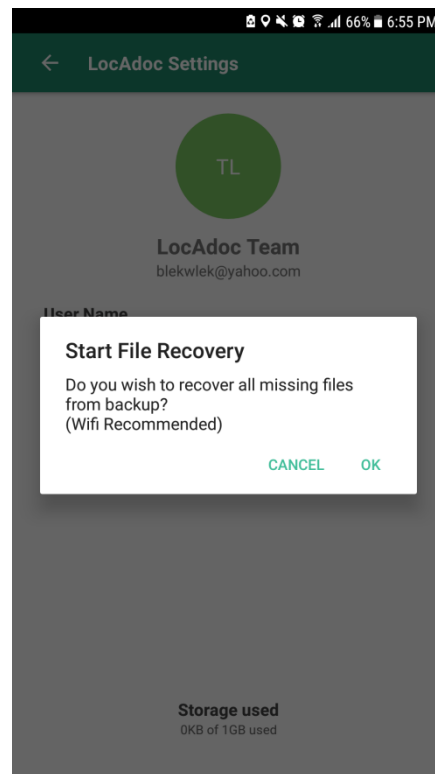 66% 6:55 PM
LocAdoc Settings
TL
LocAdoc Team
blekwlek@yahoo.com
User Name
Start File Recovery
Do you wish to recover all missing files
from backup?
(Wifi Recommended)
CANCEL OK
Storage used
0KB of 1GB used